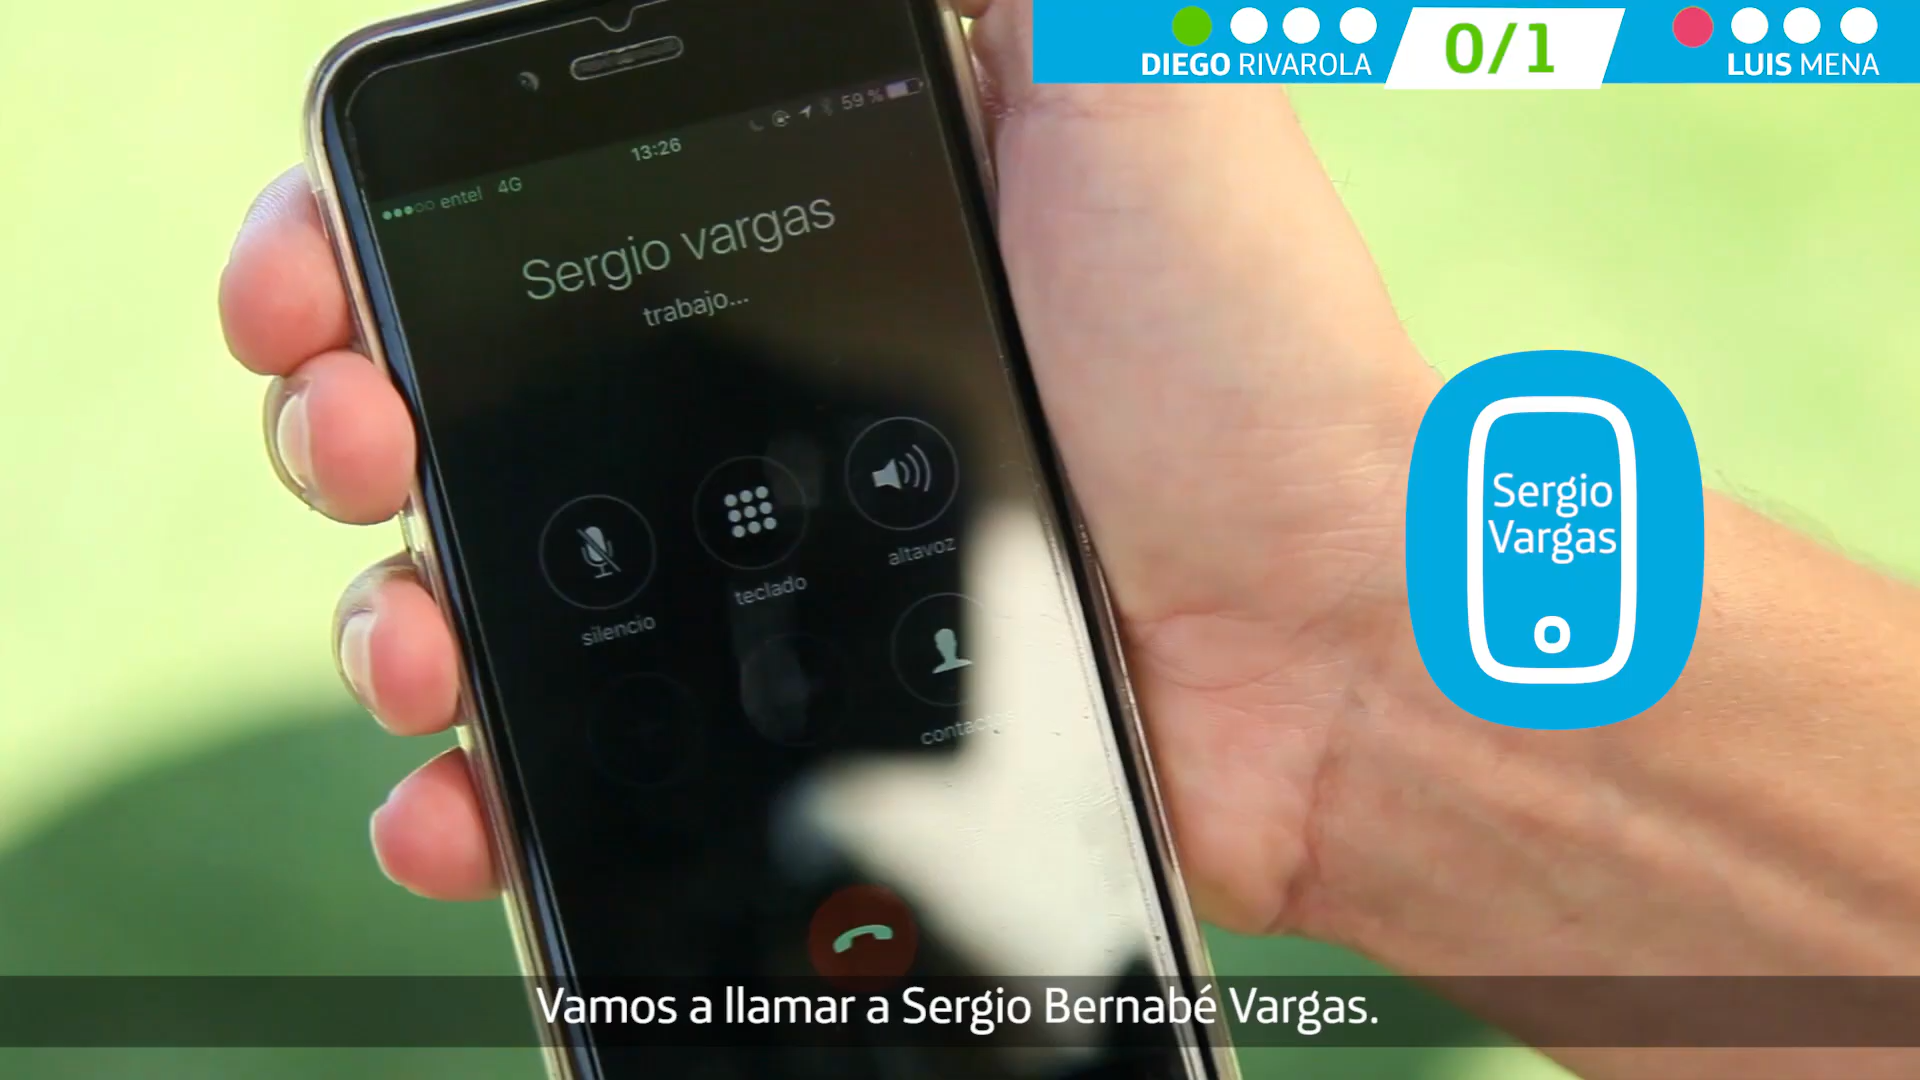 DIEGO RIVAROLA
0/1
LUIS MENA
59 %
13:26
entel 4G
Sergio vargas
trabajo...
altavoz
teclado
silencio
Sergio
Vargas
Vamos a llamar a Sergio Bernabé Vargas.